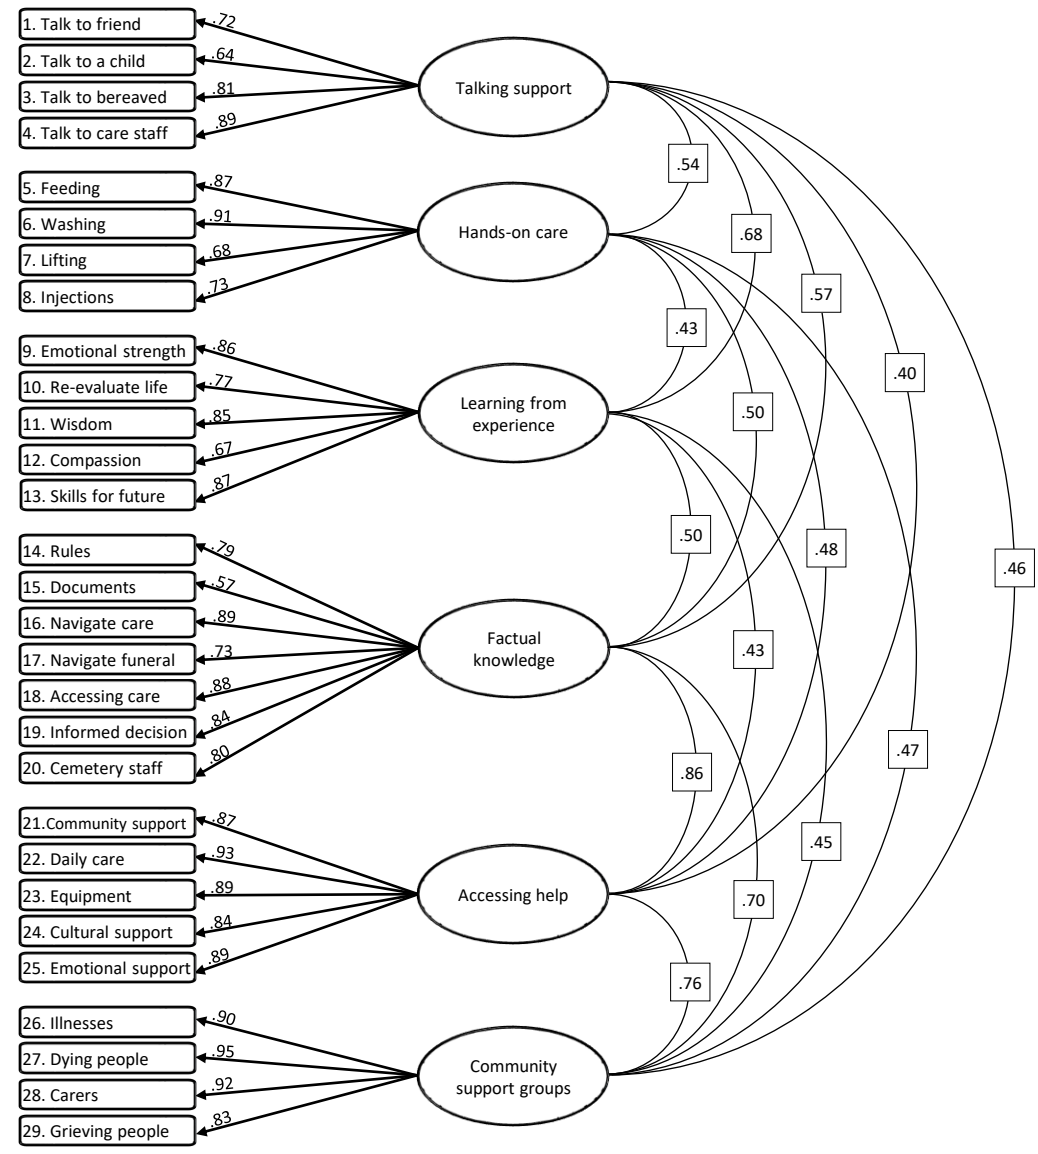 1. Talk to friend
.72
2. Talk to a child
.64
3. Talk to bereaved
.81
4. Talk to care staff
.89
Talking support
5. Feeding
.87
6. Washing
.91
7. Lifting
.68
8. Injections
.73
Hands-on care
9. Emotional strength
.86
10. Re-evaluate life
.77
11. Wisdom
.85
12. Compassion
.67
13. Skills for future
.87
Learning from
experience
14. Rules
.79
15. Documents
.57
16. Navigate care
.89
17. Navigate funeral
.73
18. Accessing care
.88
19. Informed decision
.84
20. Cemetery staff
.80
Factual
knowledge
21.Community support
.87
22. Daily care
.93
23. Equipment
.89
24. Cultural support
.84
25. Emotional support
.89
Accessing help
26. Illnesses
.90
27. Dying people
.95
28. Carers
.92
29. Grieving people
.83
Community
support groups
.54
.68
.57
.43
.40
.50
.50
.48
.46
.43
.47
.86
.45
.70
.76